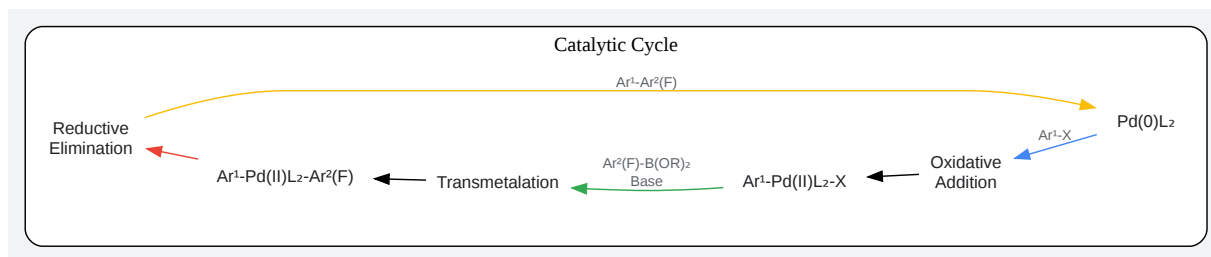 Catalytic Cycle
Ar¹-Ar²(F)
Pd(0)L₂
Reductive
Elimination
Ar¹-X
Ar²(F)-B(OR)₂
Base
Oxidative
Addition
Ar¹-Pd(II)L₂-Ar²(F)
Transmetalation
Ar¹-Pd(II)L₂-X